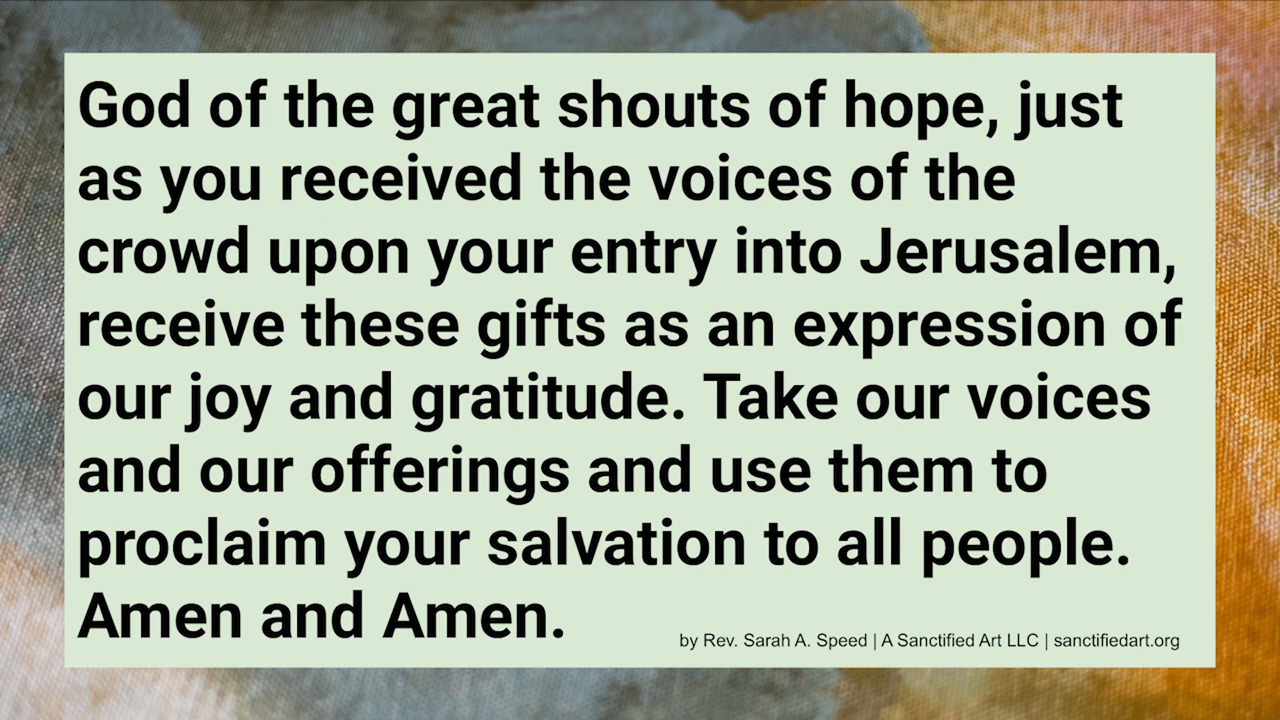 God of the great shouts of hope, just
as you received the voices of the
crowd upon your entry into Jerusalem,
receive these gifts as an expression of
our joy and gratitude. Take our voices
and our offerings and use them to
proclaim your salvation to all people.
Amen and Amen.
by Rev. Sarah A. Speed | A Sanctified Art LLC | sanctifiedart.org